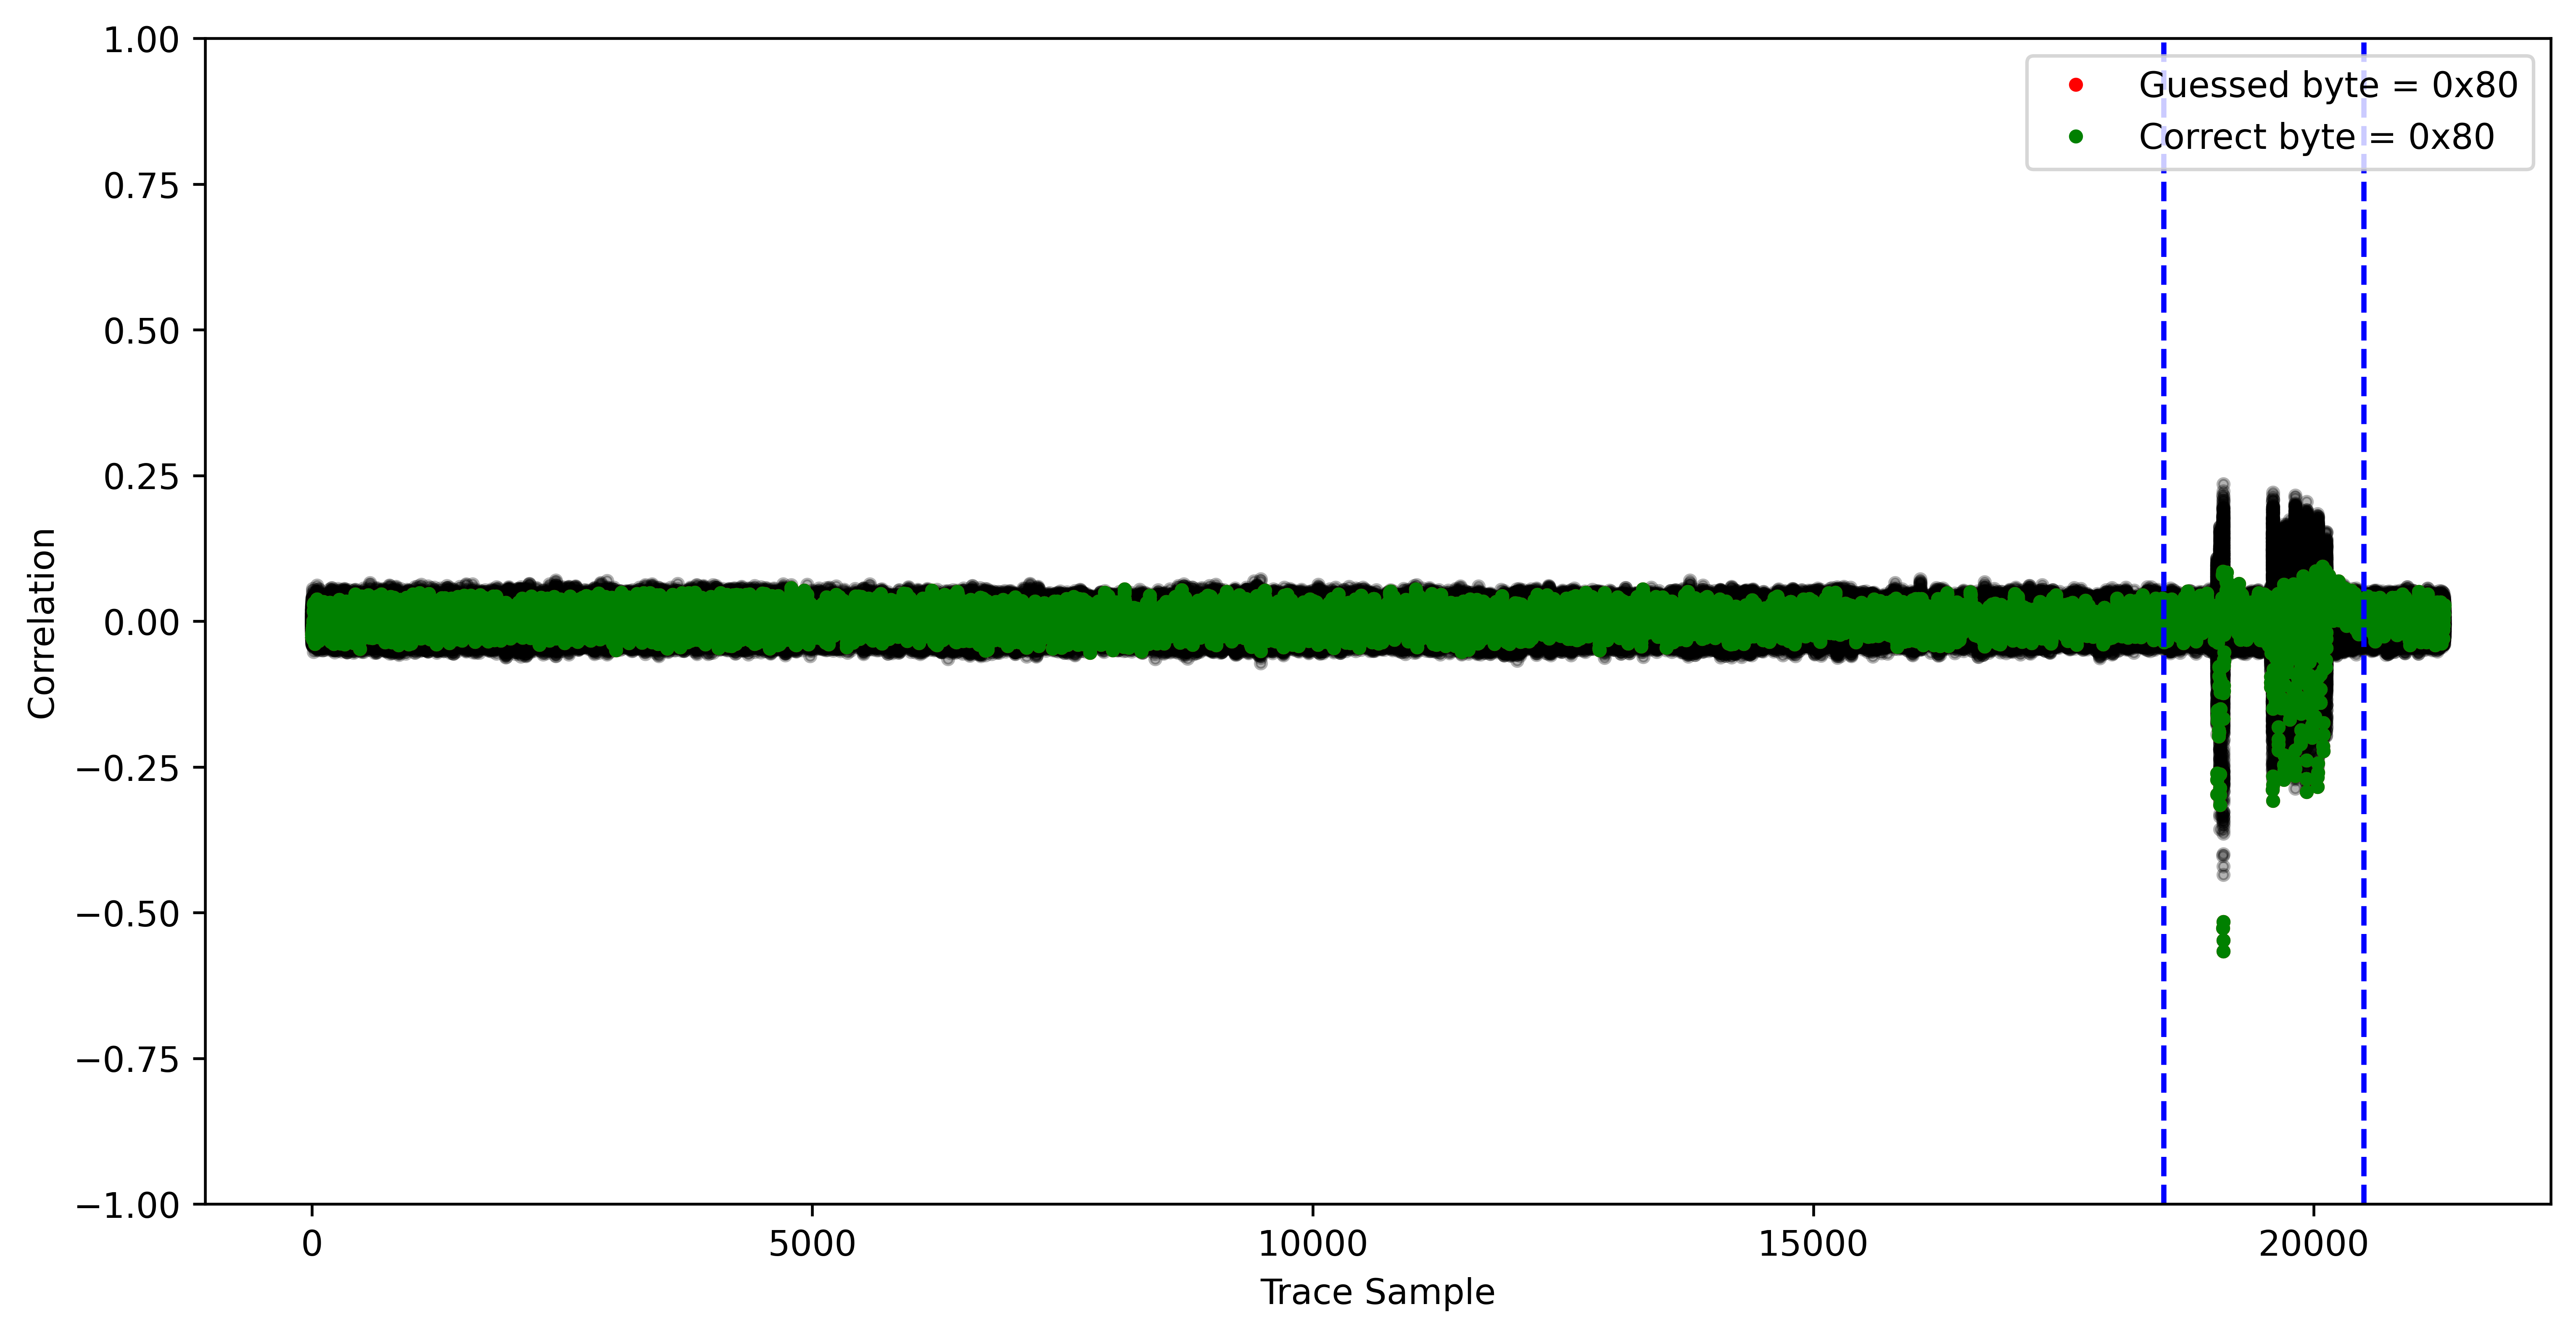 1.00
0.75
0.50
0.25
0.00
−0.25
−0.50
−0.75
−1.00
Correlation
Guessed byte = 0x80
Correct byte = 0x80
0 5000 10000 15000 20000
Trace Sample